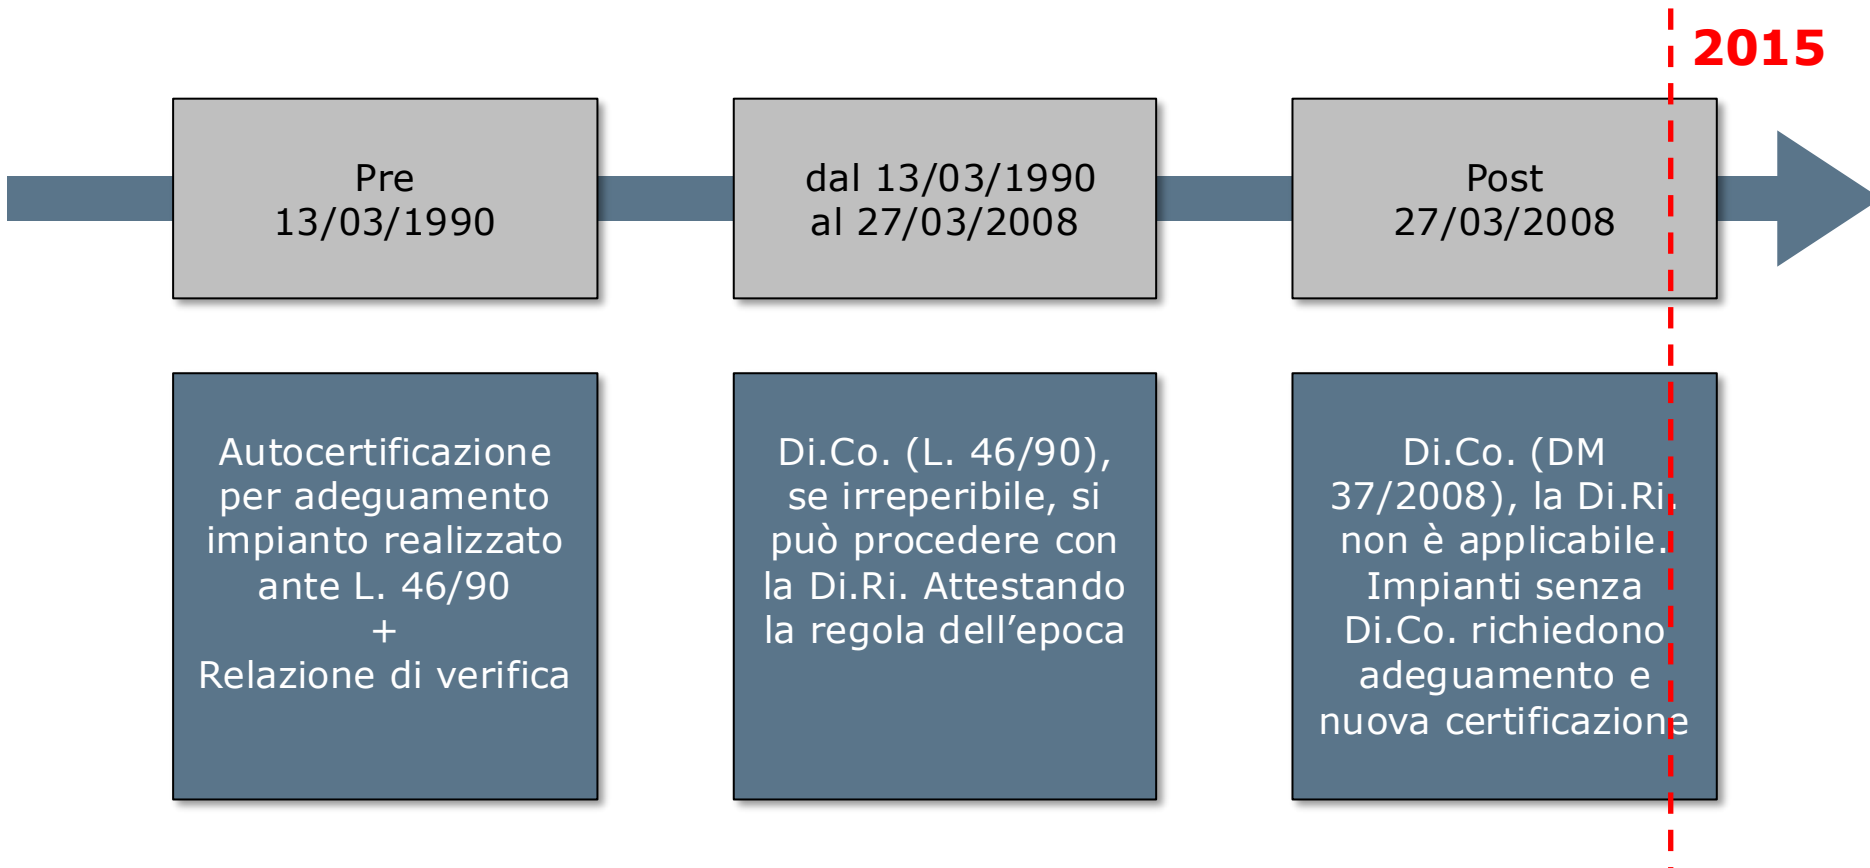 2015
Pre
13/03/1990
dal 13/03/1990
al 27/03/2008
Post
27/03/2008
Autocertificazione
per adeguamento
impianto realizzato
ante L. 46/90
+
Relazione di verifica
Di.Co. (L. 46/90),
se irreperibile, si
può procedere con
la Di.Ri. Attestando
la regola dell’epoca
Di.Co. (DM
37/2008), la Di.Ri.
non è applicabile.
Impianti senza
Di.Co. richiedono
adeguamento e
nuova certificazione